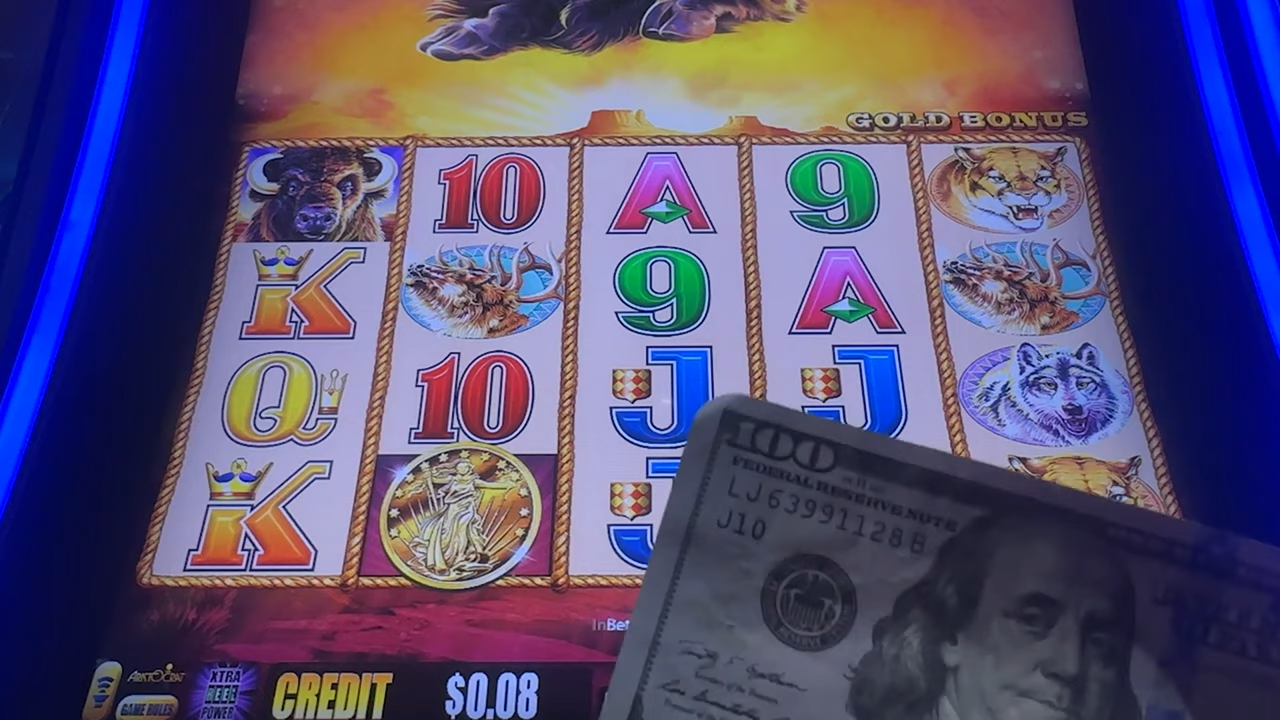 GOLD BONUS
10 A 9
K 9 A
Q 10 J J
K J
100
FEDERAL RESERVE NOTE
LJ63991128B
J10
InBet
ARISTOCRAT
XTRA
REEL
POWER
GAME RULES
CREDIT $0.08